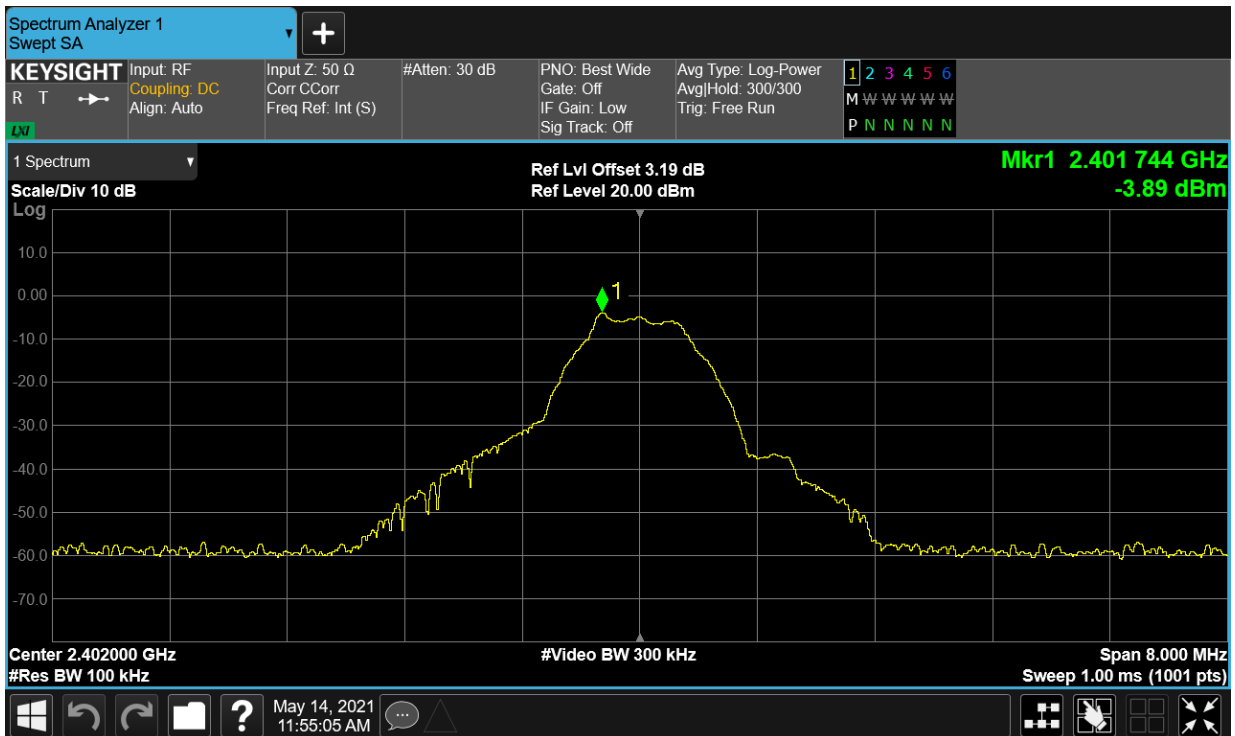 Spectrum Analyzer 1
Swept SA
+
KEYSIGHT
R T
LXI
Input: RF
Coupling: DC
Align: Auto
Input Z: 50 Ω
Corr CCorr
Freq Ref: Int (S)
#Atten: 30 dB
PNO: Best Wide
Gate: Off
IF Gain: Low
Sig Track: Off
Avg Type: Log-Power
Avg|Hold: 300/300
Trig: Free Run
1 2 3 4 5 6
M W W W W W
P N N N N N
1 Spectrum
Scale/Div 10 dB
Log
Ref Lvl Offset 3.19 dB
Ref Level 20.00 dBm
Mkr1 2.401 744 GHz
-3.89 dBm
10.0
0.00
1
-10.0
-20.0
-30.0
-40.0
-50.0
-60.0
-70.0
Center 2.402000 GHz
#Res BW 100 kHz
#Video BW 300 kHz
Span 8.000 MHz
Sweep 1.00 ms (1001 pts)
?
May 14, 2021
11:55:05 AM